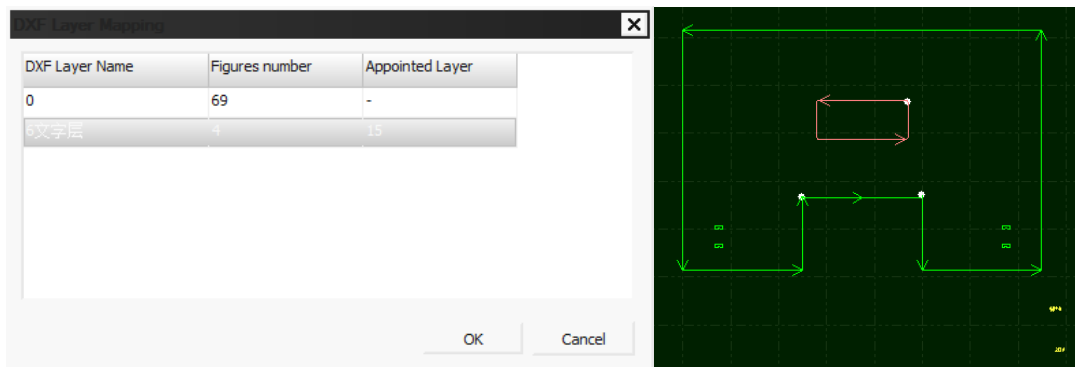 DXF Layer Mapping
DXF Layer Name Figures number Appointed Layer
0 69 -
6文字层 4 15
OK Cancel